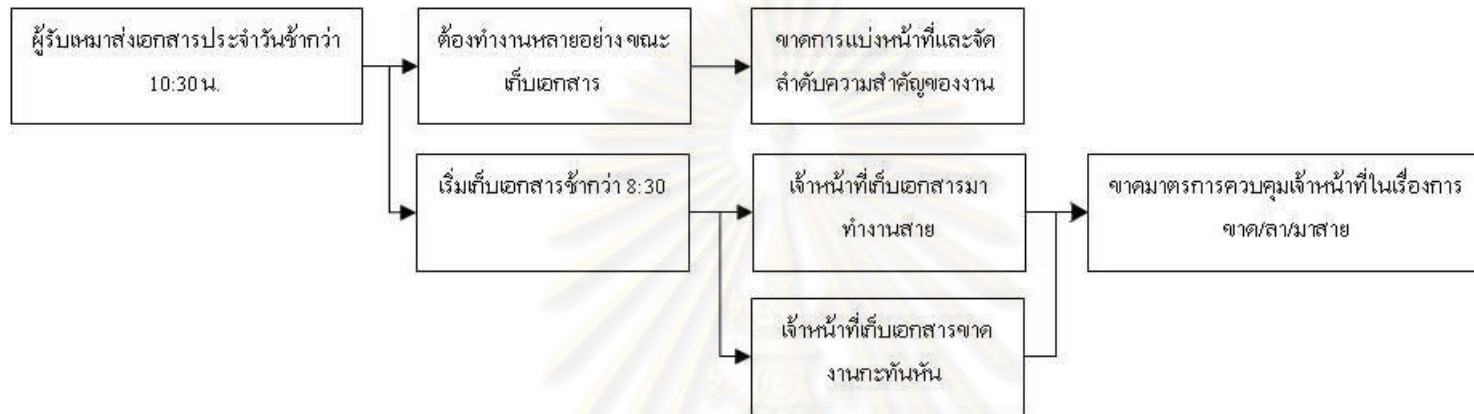 ผู้รับเหมาส่งเอกสารประจำวันช้ากว่า
10:30 น.
ต้องทำงานหลายอย่าง ขณะ
เก็บเอกสาร
ขาดการแบ่งหน้าที่และจัด
ลำดับความสำคัญของงาน
เริ่มเก็บเอกสารช้ากว่า 8:30
เจ้าหน้าที่เก็บเอกสารมา
ทำงานสาย
ขาดมาตรการควบคุมเจ้าหน้าที่ในเรื่องการ
ขาด/ลา/มาสาย
เจ้าหน้าที่เก็บเอกสารขาด
งานกะทันหัน